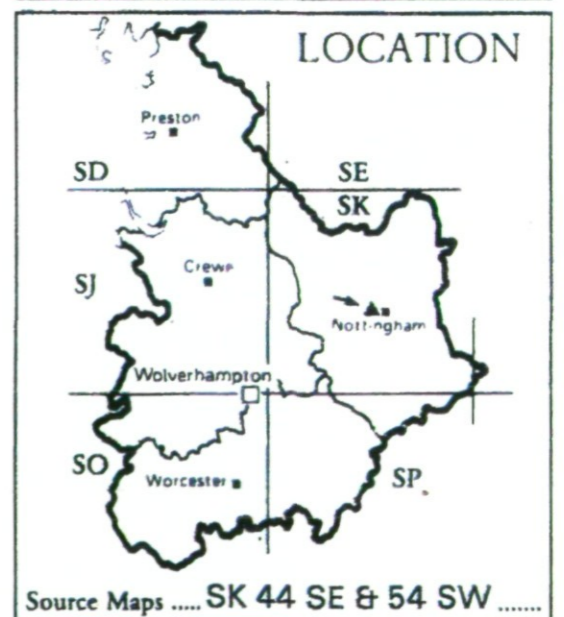 LOCATION
Preston
SD SE
SK
Crewe
SJ
Nottingham
Wolverhampton
SO
Worcester
SP
Source Maps ..... SK 44 SE & 54 SW .......